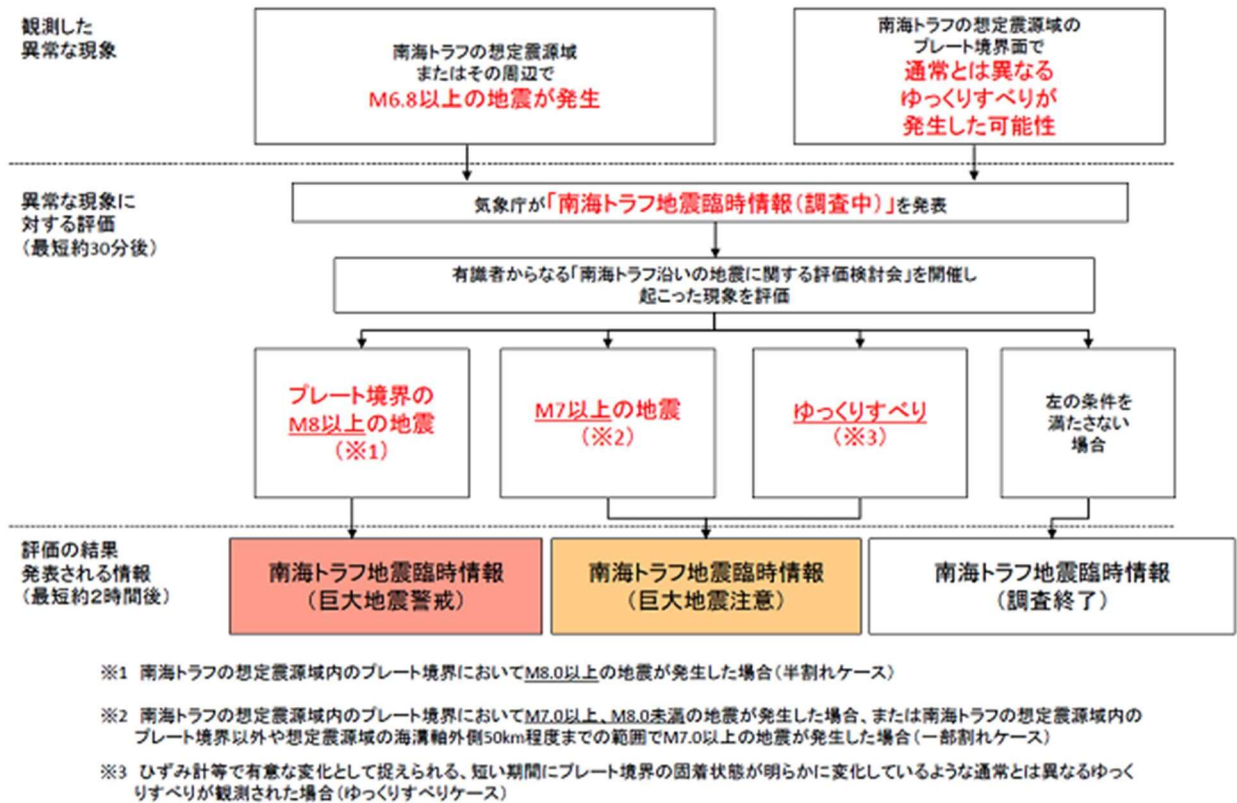 観測した
異常な現象
南海トラフの想定震源域
またはその周辺で
M6.8以上の地震が発生
南海トラフの想定震源域の
プレート境界面で
通常とは異なる
ゆっくりすべりが
発生した可能性
異常な現象に
対する評価
(最短約30分後)
気象庁が「南海トラフ地震臨時情報(調査中)」を発表
有識者からなる「南海トラフ沿いの地震に関する評価検討会」を開催し
起こった現象を評価
プレート境界の
M8以上の地震
(※1)
M7以上の地震
(※2)
ゆっくりすべり
(※3)
左の条件を
満たさない
場合
評価の結果
発表される情報
(最短約2時間後)
南海トラフ地震臨時情報
(巨大地震警戒)
南海トラフ地震臨時情報
(巨大地震注意)
南海トラフ地震臨時情報
(調査終了)
※1 南海トラフの想定震源域内のプレート境界においてM8.0以上の地震が発生した場合(半割れケース)
※2 南海トラフの想定震源域内のプレート境界においてM7.0以上、M8.0未満の地震が発生した場合、または南海トラフの想定震源域内の
プレート境界以外や想定震源域の海溝軸外側50km程度までの範囲でM7.0以上の地震が発生した場合(一部割れケース)
※3 ひずみ計等で有意な変化として捉えられる、短い期間にプレート境界の固着状態が明らかに変化しているような通常とは異なるゆっく
りすべりが観測された場合(ゆっくりすべりケース)